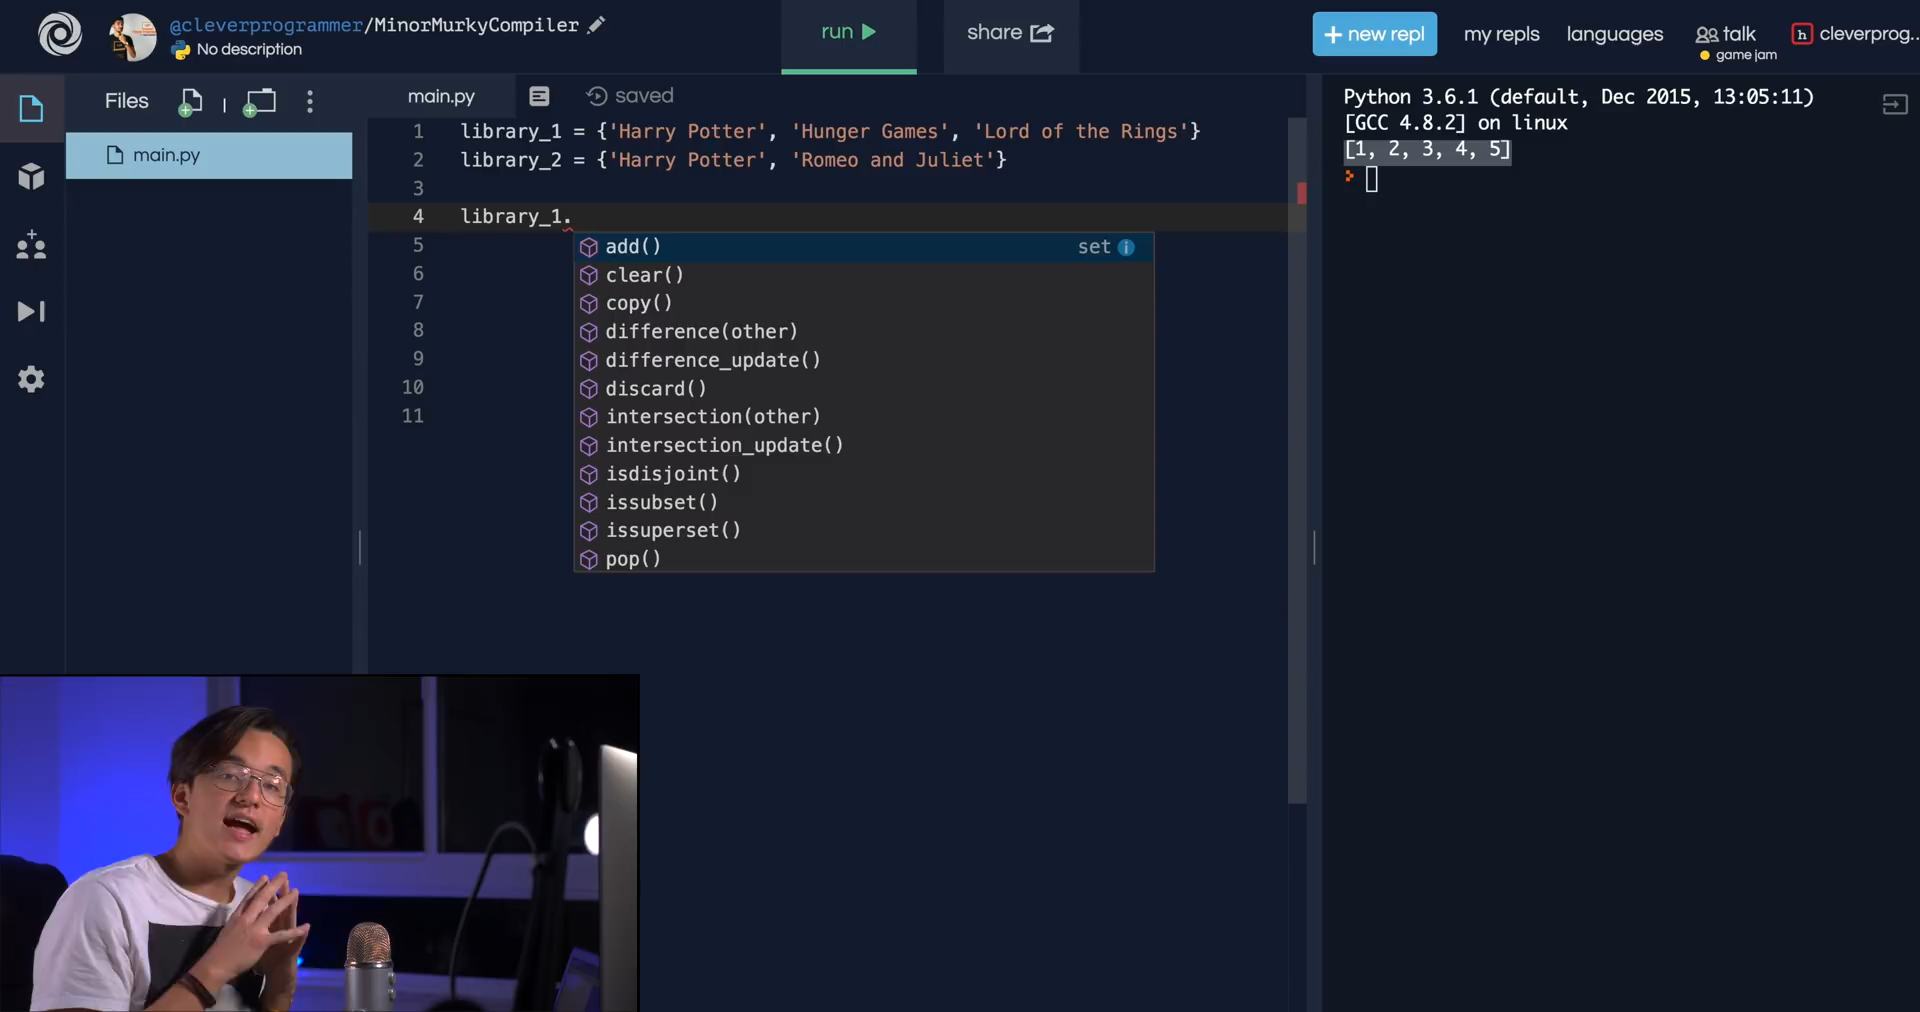 @cleverprogrammer/MinorMurkyCompiler
No description
run
share
+ new repl
my repls
languages
talk
game jam
h
cleverprog...
Files
main.py
main.py
saved
1 library_1 = {'Harry Potter', 'Hunger Games', 'Lord of the Rings'}
2 library_2 = {'Harry Potter', 'Romeo and Juliet'}
3
4 library_1.
5
6
7
8
9
10
11
add() set i
clear()
copy()
difference(other)
difference_update()
discard()
intersection(other)
intersection_update()
isdisjoint()
issubset()
issuperset()
pop()
Python 3.6.1 (default, Dec 2015, 13:05:11)
[GCC 4.8.2] on linux
[1, 2, 3, 4, 5]